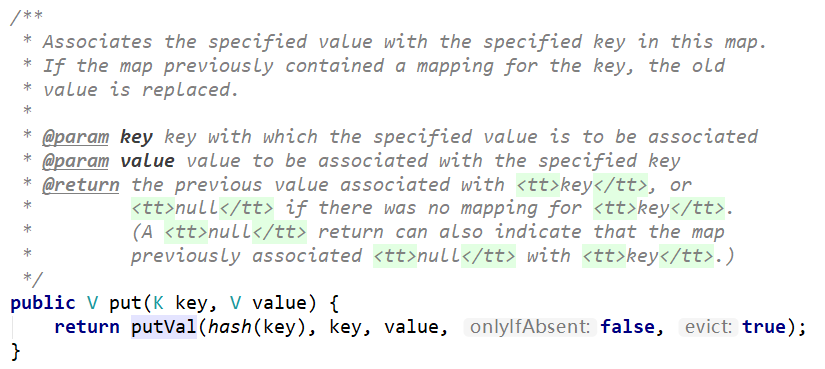 /**
 * Associates the specified value with the specified key in this map.
 * If the map previously contained a mapping for the key, the old
 * value is replaced.
 *
 * @param key key with which the specified value is to be associated
 * @param value value to be associated with the specified key
 * @return the previous value associated with <tt>key</tt>, or
 *         <tt>null</tt> if there was no mapping for <tt>key</tt>.
 *         (A <tt>null</tt> return can also indicate that the map
 *         previously associated <tt>null</tt> with <tt>key</tt>.)
 */
public V put(K key, V value) {
    return putVal(hash(key), key, value, onlyIfAbsent: false, evict: true);
}